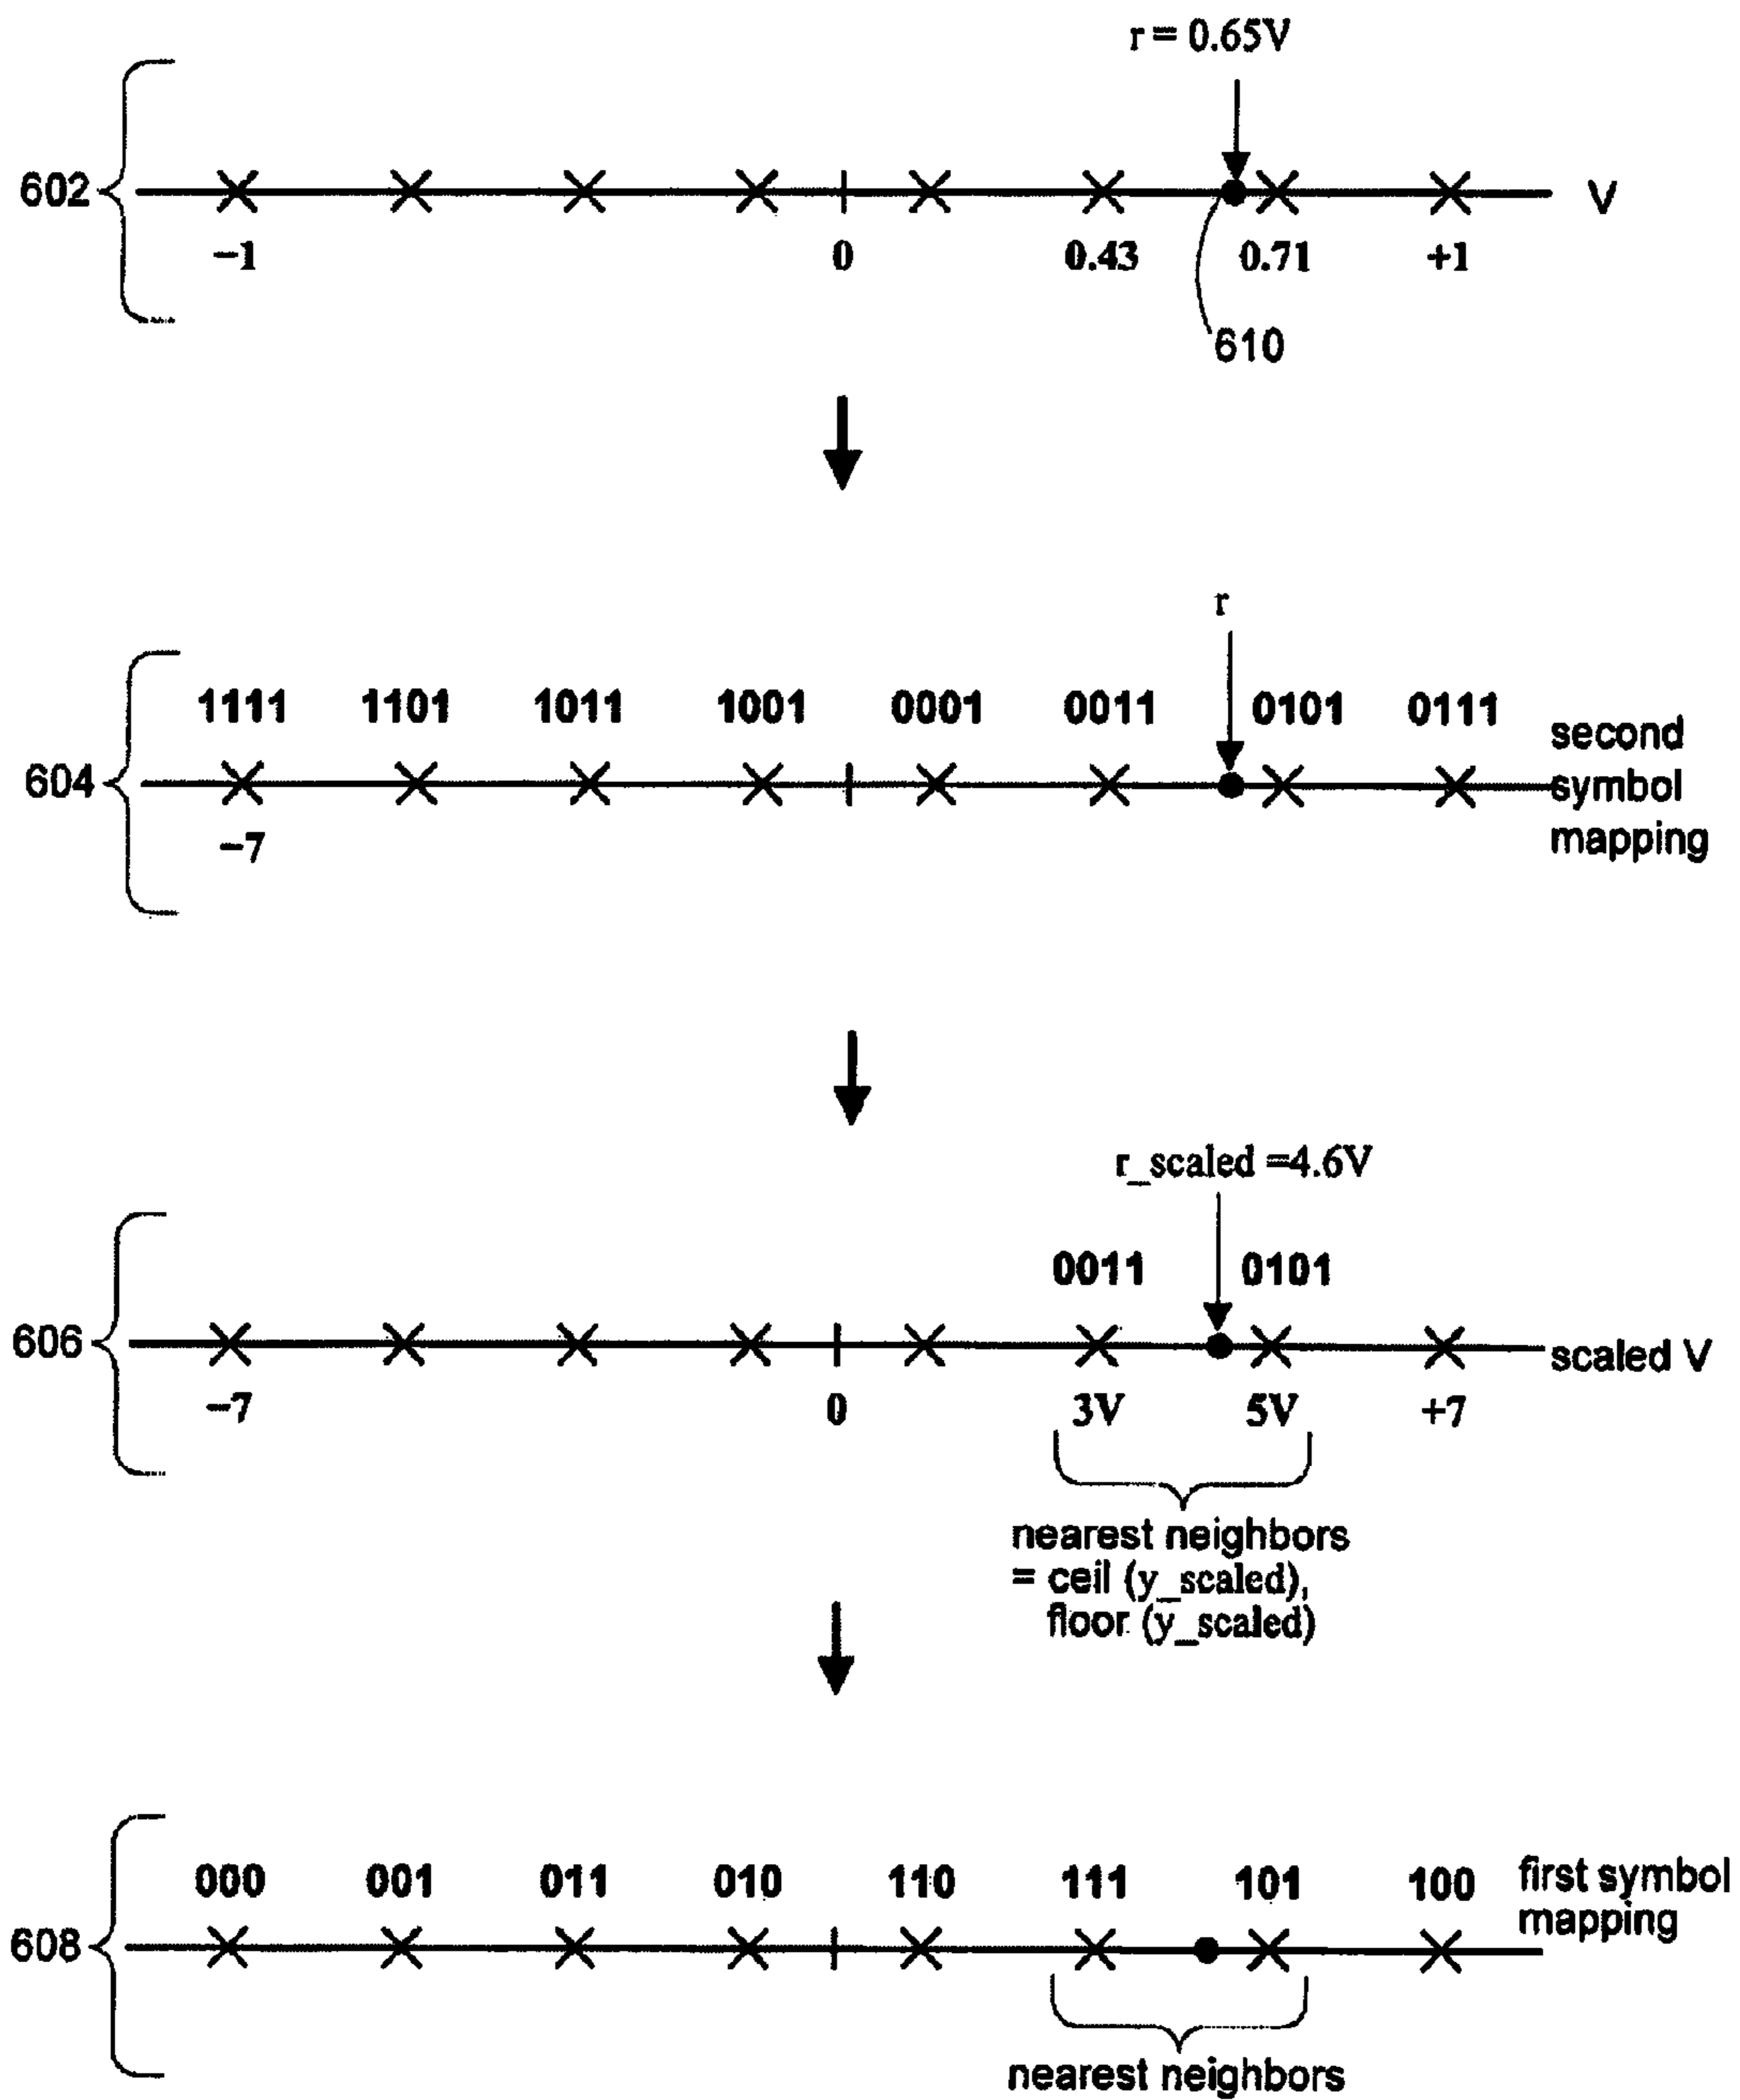 r = 0.65V
602
V
−1 0 0.43 0.71 +1
610
r
1111 1101 1011 1001 0001 0011 0101 0111
second
symbol
mapping
604
−7
r_scaled =4.6V
0011 0101
606
scaled V
−7 0 3V 5V +7
nearest neighbors
= ceil (y_scaled),
floor (y_scaled)
000 001 011 010 110 111 101 100
first symbol
mapping
608
nearest neighbors